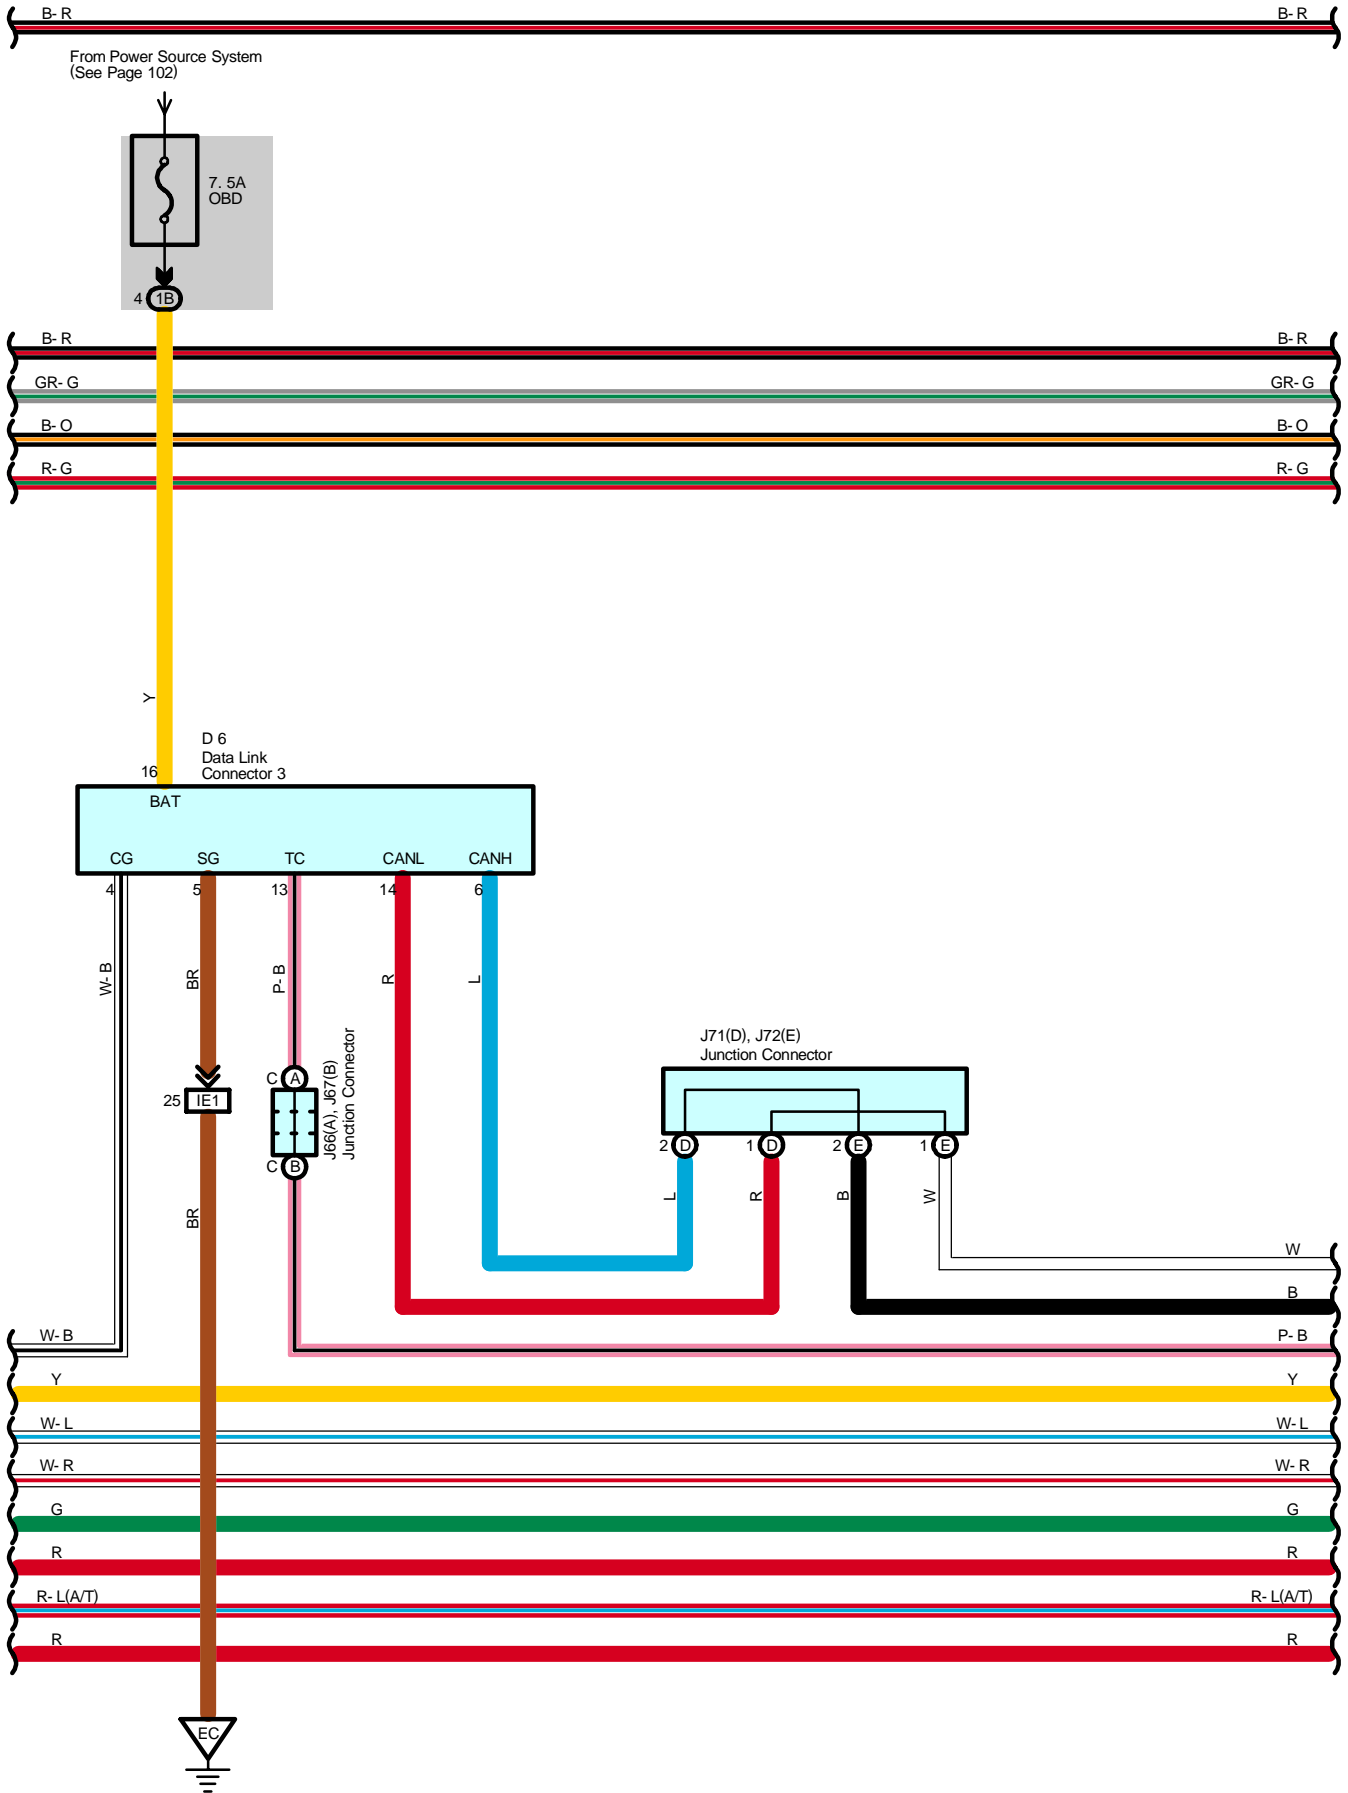 B- R B- R
From Power Source System
(See Page 102)
7. 5A
OBD
4 1B
B- R B- R
GR- G GR- G
B- O B- O
R- G R- G
Y
D 6
Data Link
Connector 3
16
BAT
CG SG TC CANL CANH
4 5 13 14 6
W- B BR P- B R L
J71(D), J72(E)
Junction Connector
C A
J66(A), J67(B)
Junction Connector
25 IE1
C B
2 D 1 D 2 E 1 E
L R B W
BR
W
B
W- B P- B
Y Y
W- L W- L
W- R W- R
G G
R R
R- L(A/T) R- L(A/T)
R R
EC